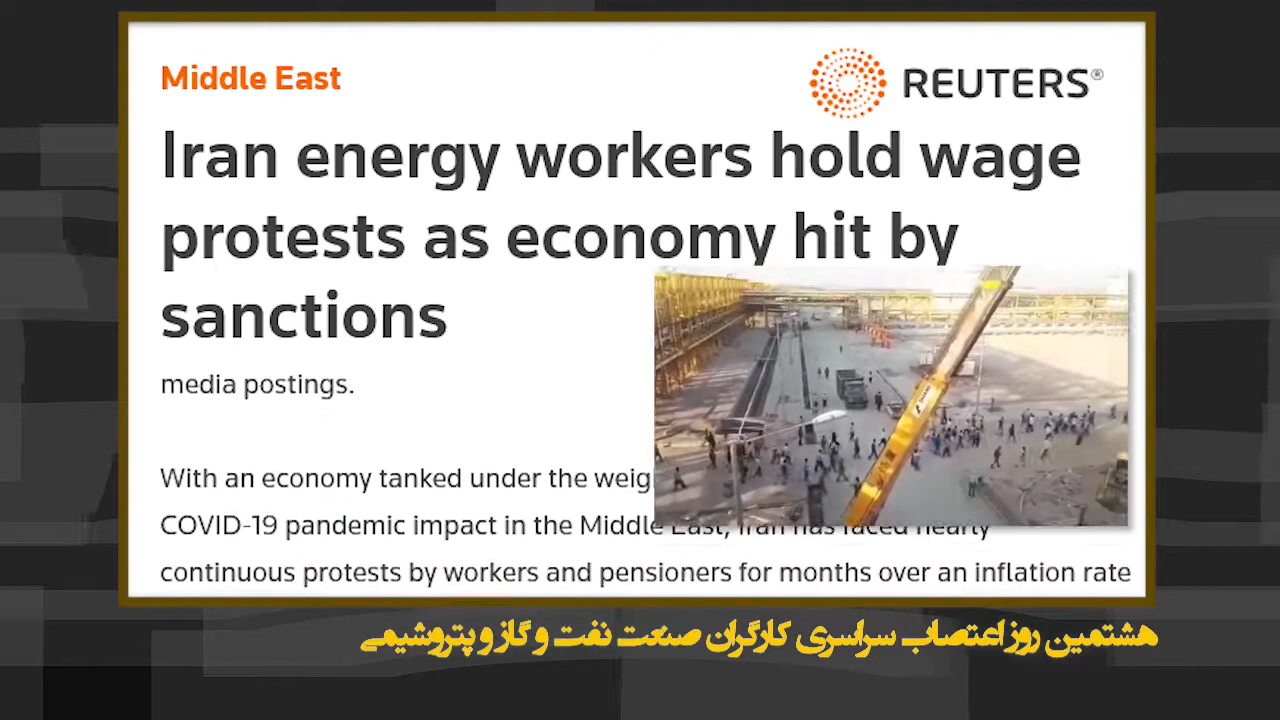 Middle East
REUTERS®
Iran energy workers hold wage
protests as economy hit by
sanctions
media postings.
With an economy tanked under the
COVID-19 pandemic impact in the Middle East, Iran has faced nearly
continuous protests by workers and pensioners for months over an inflation rate
هشتمین روز اعتصاب سراسری کارگران صنعت نفت و گاز و پتروشیمی